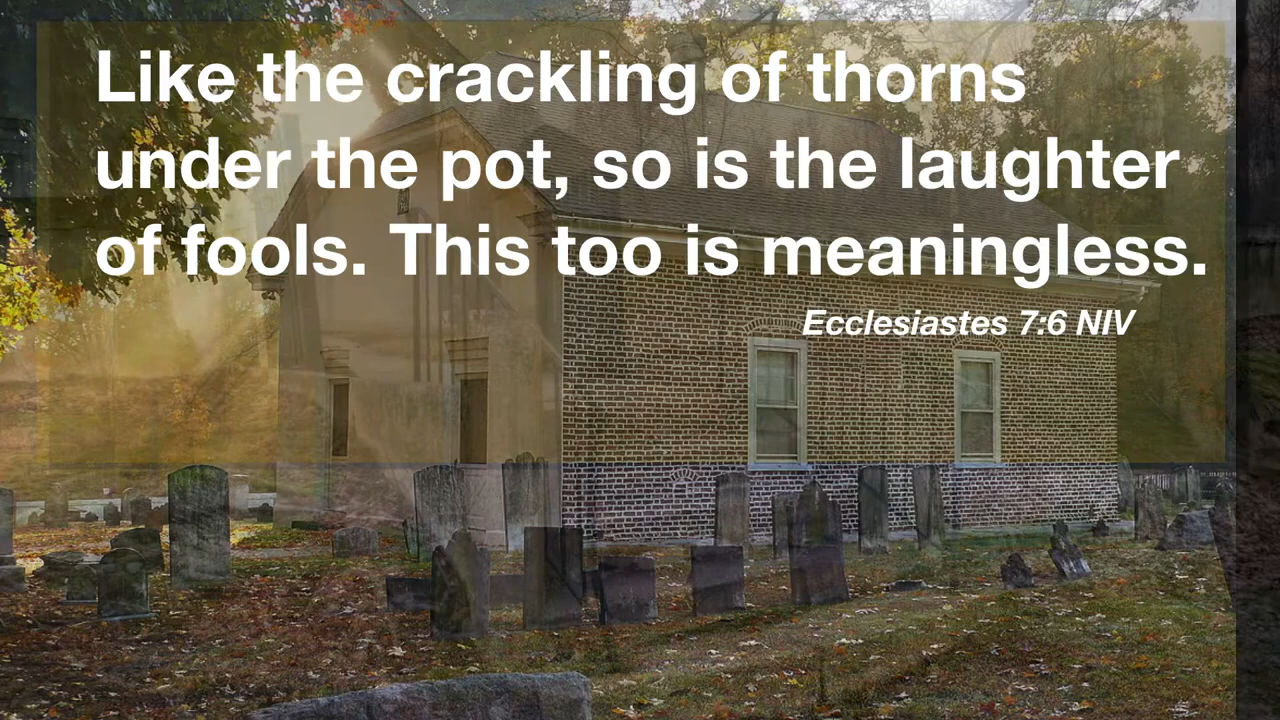 Like the crackling of thorns
under the pot, so is the laughter
of fools. This too is meaningless.
Ecclesiastes 7:6 NIV